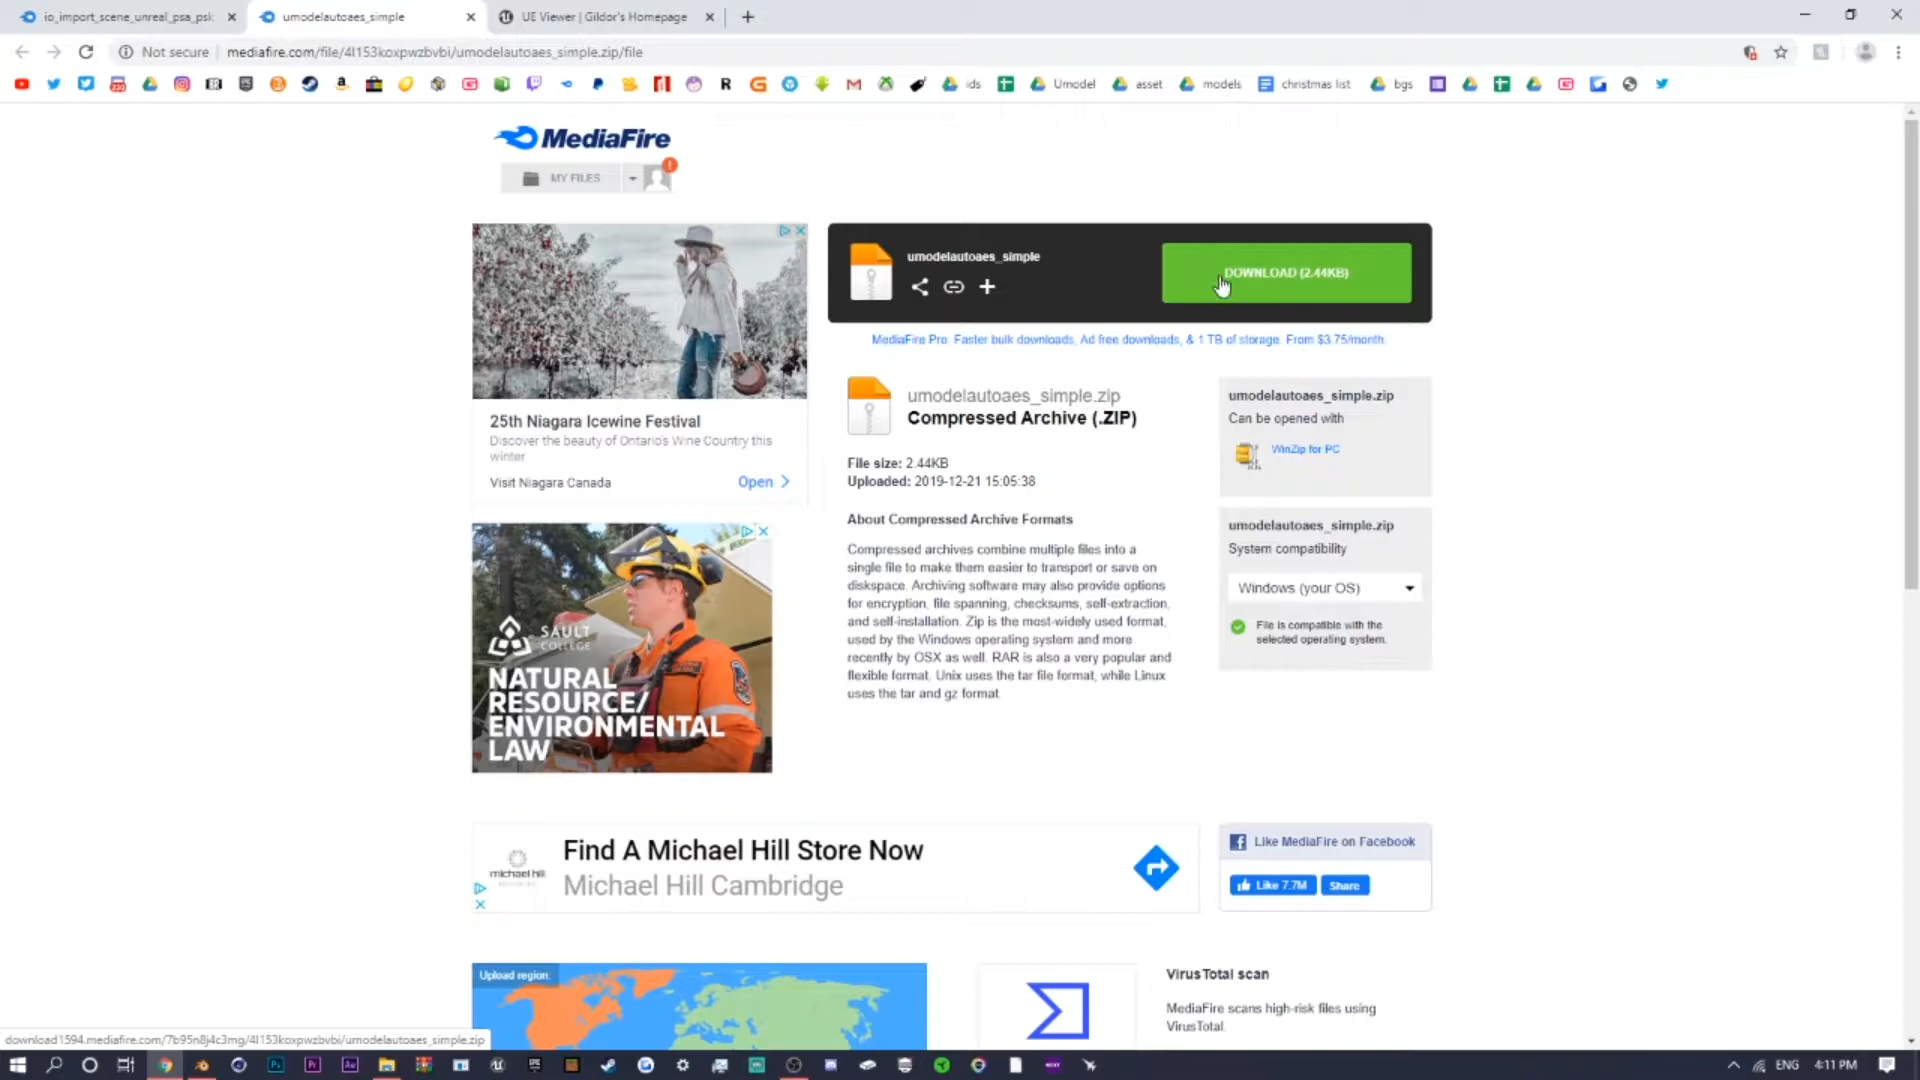 io_import_scene_unreal_psa_psk
umodelautoaes_simple
UE Viewer | Gildor's Homepage
Not secure
mediafire.com/file/4l153koxpwzbvbi/umodelautoaes_simple.zip/file
ids
Umodel
asset
models
christmas list
bgs
MediaFire
MY FILES
umodelautoaes_simple
DOWNLOAD (2.44KB)
MediaFire Pro: Faster bulk downloads, Ad free downloads, & 1 TB of storage. From $3.75/month.
25th Niagara Icewine Festival
Discover the beauty of Ontario's Wine Country this
winter
Visit Niagara Canada
Open
umodelautoaes_simple.zip
Compressed Archive (.ZIP)
File size: 2.44KB
Uploaded: 2019-12-21 15:05:38
About Compressed Archive Formats
Compressed archives combine multiple files into a
single file to make them easier to transport or save on
diskspace. Archiving software may also provide options
for encryption, file spanning, checksums, self-extraction,
and self-installation. Zip is the most-widely used format,
used by the Windows operating system and more
recently by OSX as well. RAR is also a very popular and
flexible format. Unix uses the tar file format, while Linux
uses the tar and gz format.
umodelautoaes_simple.zip
Can be opened with
WinZip for PC
umodelautoaes_simple.zip
System compatibility
Windows (your OS)
File is compatible with the
selected operating system.
SAULT
COLLEGE
NATURAL
RESOURCE/
ENVIRONMENTAL
LAW
michael hill
Find A Michael Hill Store Now
Michael Hill Cambridge
Like MediaFire on Facebook
Like 7.7M
Share
Upload region:
VirusTotal scan
MediaFire scans high-risk files using
VirusTotal.
download1594.mediafire.com/7b95n8j4c3mg/4l153koxpwzbvbi/umodelautoaes_simple.zip
ENG
4:11 PM